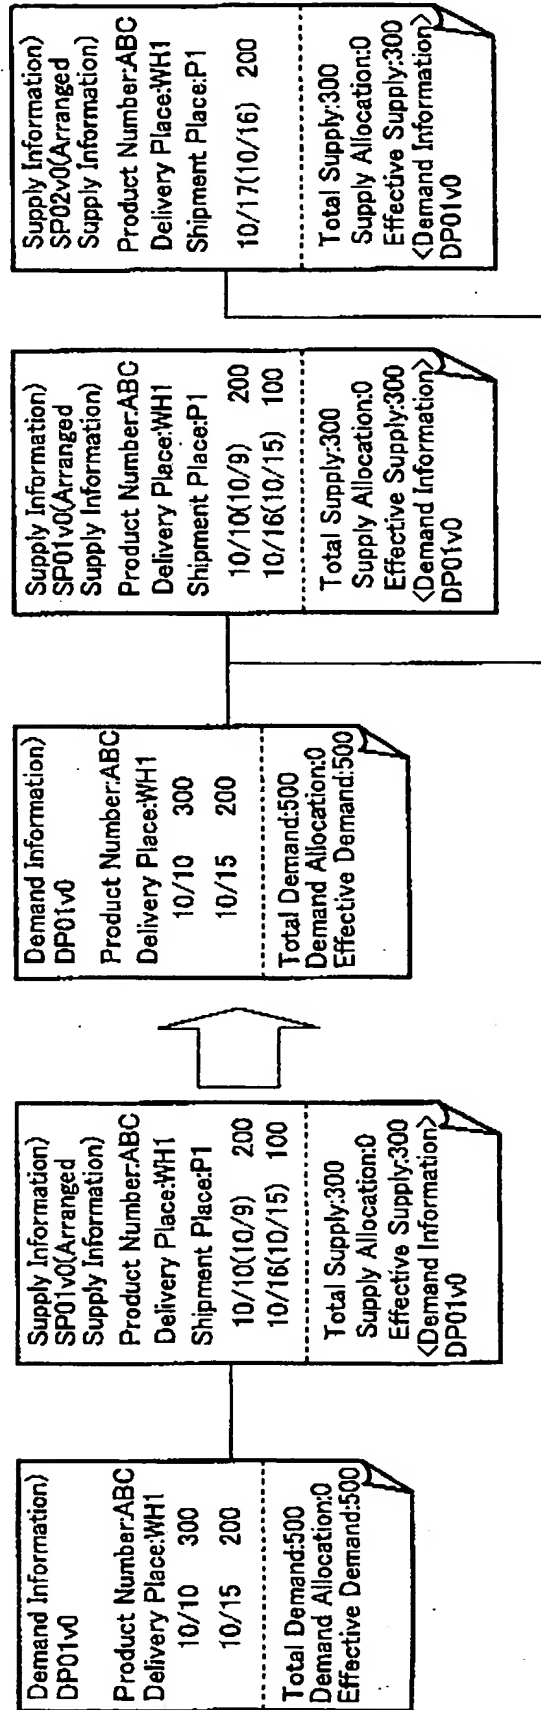 Demand Information)
DP01v0
Product Number:ABC
Delivery Place:WH1
10/10 300
10/15 200
Total Demand:500
Demand Allocation:0
Effective Demand:500
Supply Information)
SP01v0(Arranged
Supply Information)
Product Number:ABC
Delivery Place:WH1
Shipment Place:P1
10/10(10/9) 200
10/16(10/15) 100
Total Supply:300
Supply Allocation:0
Effective Supply:300
<Demand Information>
DP01v0
Demand Information)
DP01v0
Product Number:ABC
Delivery Place:WH1
10/10 300
10/15 200
Total Demand:500
Demand Allocation:0
Effective Demand:500
Supply Information)
SP01v0(Arranged
Supply Information)
Product Number:ABC
Delivery Place:WH1
Shipment Place:P1
10/10(10/9) 200
10/16(10/15) 100
Total Supply:300
Supply Allocation:0
Effective Supply:300
<Demand Information>
DP01v0
Supply Information)
SP02v0(Arranged
Supply Information)
Product Number:ABC
Delivery Place:WH1
Shipment Place:P1
10/17(10/16) 200
Total Supply:300
Supply Allocation:0
Effective Supply:300
<Demand Information>
DP01v0